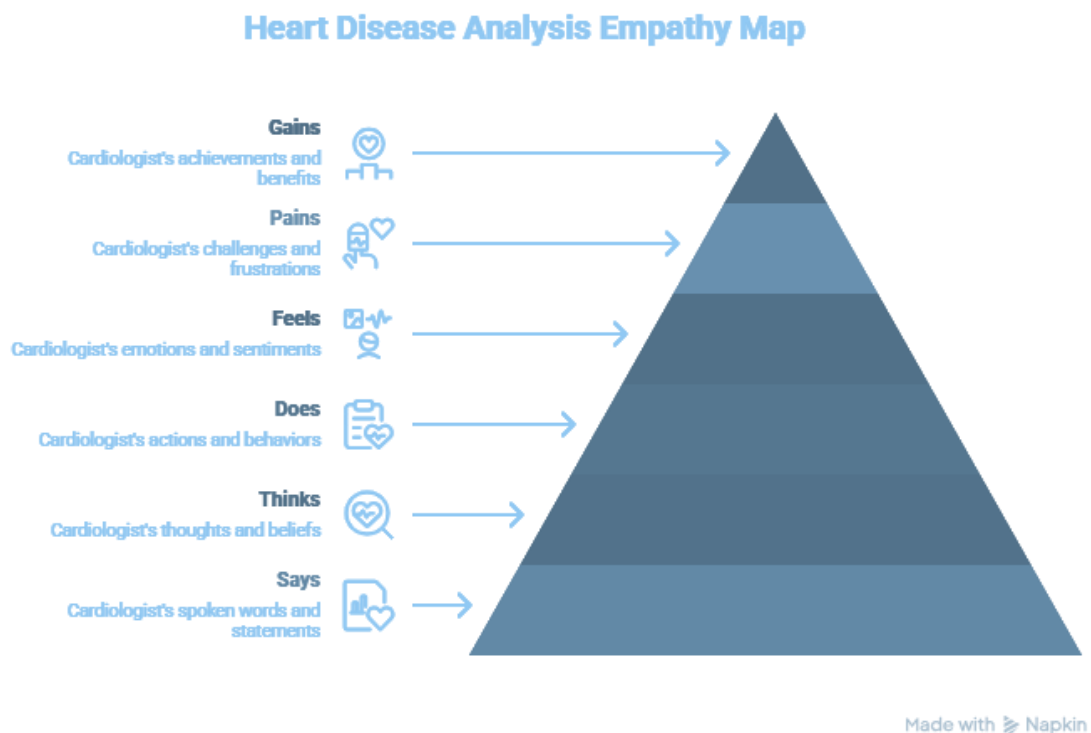 Heart Disease Analysis Empathy Map
Gains
Cardiologist's achievements and
benefits
Pains
Cardiologist's challenges and
frustrations
Feels
Cardiologist's emotions and sentiments
Does
Cardiologist's actions and behaviors
Thinks
Cardiologist's thoughts and beliefs
Says
Cardiologist's spoken words and
statements
Made with Napkin